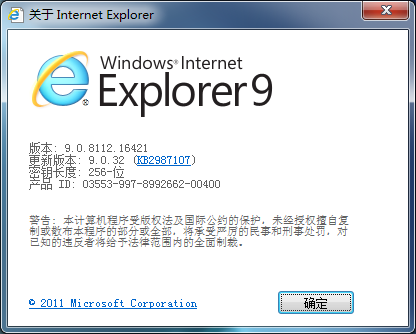 关于 Internet Explorer
Windows® Internet
Explorer 9
版本: 9.0.8112.16421
更新版本: 9.0.32 (KB2987107)
密钥长度: 256-位
产品 ID: 03553-997-8992662-00400
警告: 本计算机程序受版权法及国际公约的保护，未经授权擅自复
制或散布本程序的部分或全部，将承受严厉的民事和刑事处罚，对
已知的违反者将给予法律范围内的全面制裁。
© 2011 Microsoft Corporation
确定